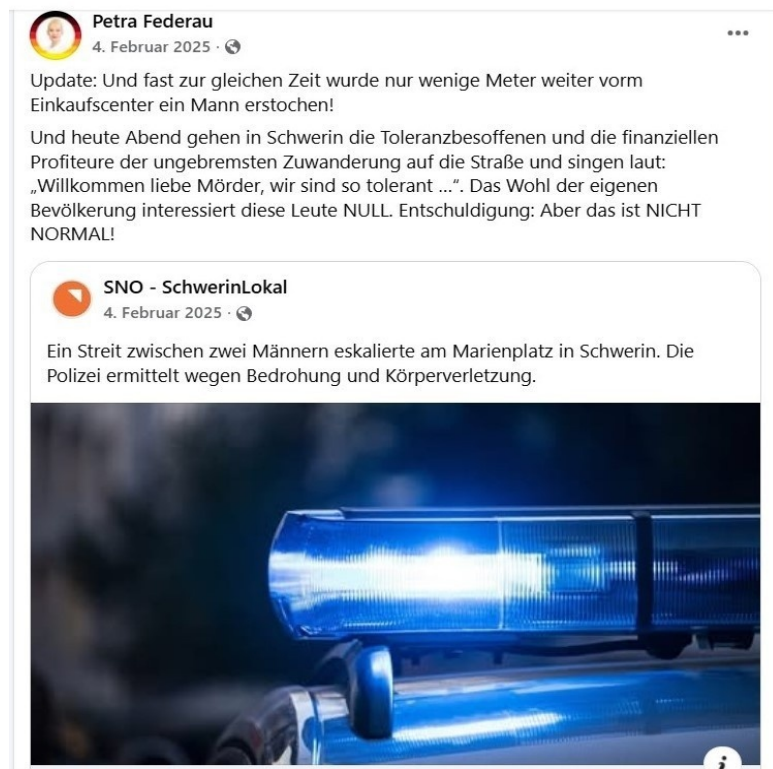 Petra Federau
4. Februar 2025 ·
Update: Und fast zur gleichen Zeit wurde nur wenige Meter weiter vorm
Einkaufscenter ein Mann erstochen!
Und heute Abend gehen in Schwerin die Toleranzbesoffenen und die finanziellen
Profiteure der ungebremsten Zuwanderung auf die Straße und singen laut:
„Willkommen liebe Mörder, wir sind so tolerant ...“. Das Wohl der eigenen
Bevölkerung interessiert diese Leute NULL. Entschuldigung: Aber das ist NICHT
NORMAL!
SNO - SchwerinLokal
4. Februar 2025 ·
Ein Streit zwischen zwei Männern eskalierte am Marienplatz in Schwerin. Die
Polizei ermittelt wegen Bedrohung und Körperverletzung.